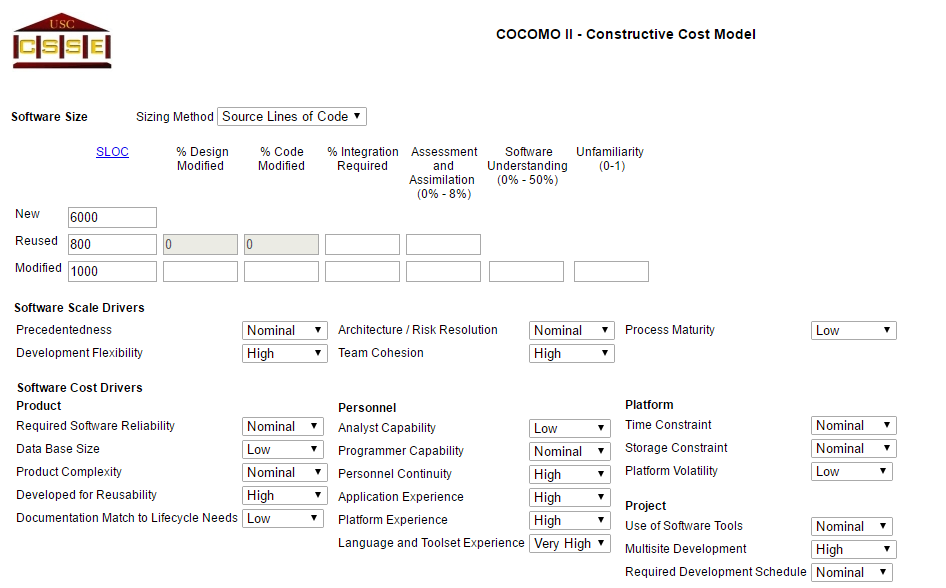 USC
CSSE
COCOMO II - Constructive Cost Model
Software Size Sizing Method Source Lines of Code
SLOC % Design Modified % Code Modified % Integration Required Assessment and Assimilation (0% - 8%) Software Understanding (0% - 50%) Unfamiliarity (0-1)
New 6000
Reused 800 0 0
Modified 1000
Software Scale Drivers
Precedentedness Nominal Architecture / Risk Resolution Nominal Process Maturity Low
Development Flexibility High Team Cohesion High
Software Cost Drivers
Product
Required Software Reliability Nominal
Data Base Size Low
Product Complexity Nominal
Developed for Reusability High
Documentation Match to Lifecycle Needs Low
Personnel
Analyst Capability Low
Programmer Capability Nominal
Personnel Continuity High
Application Experience High
Platform Experience High
Language and Toolset Experience Very High
Platform
Time Constraint Nominal
Storage Constraint Nominal
Platform Volatility Low
Project
Use of Software Tools Nominal
Multisite Development High
Required Development Schedule Nominal